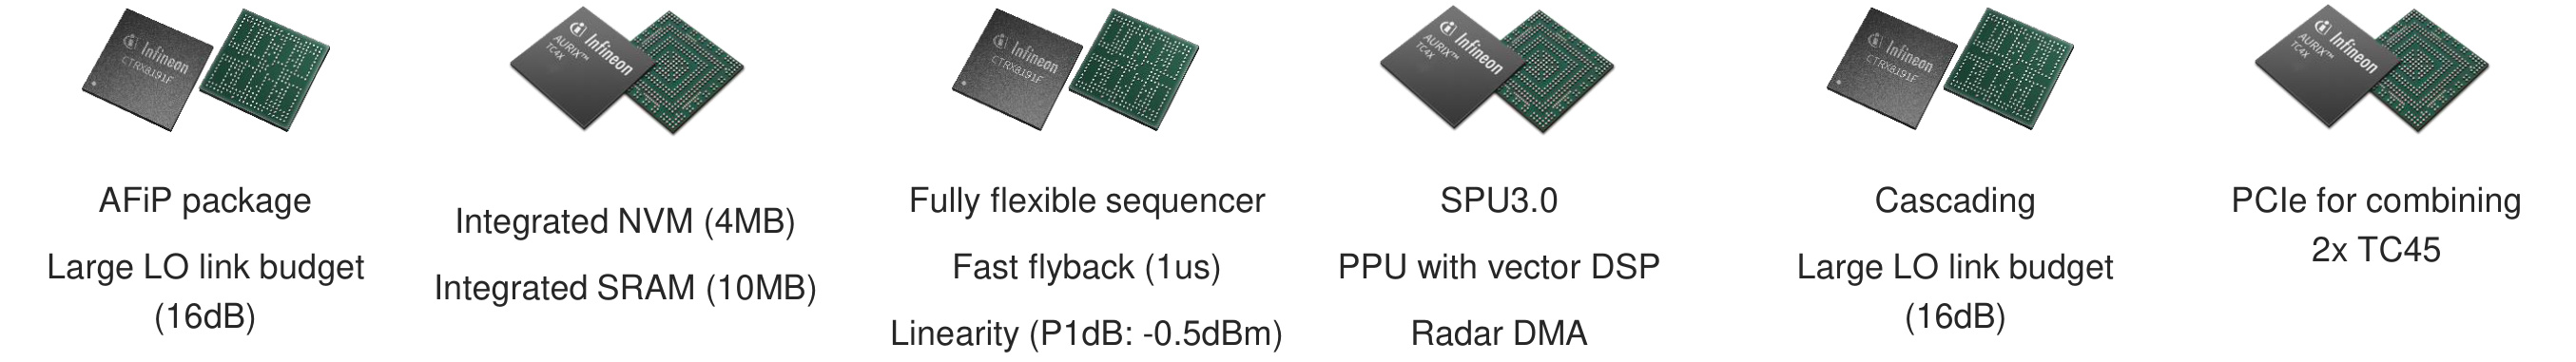 Infineon
CTRX8191F
Infineon
AURIX™
TC4X
Infineon
CTRX8191F
Infineon
AURIX™
TC4X
Infineon
CTRX8191F
Infineon
AURIX™
TC4X
AFiP package
Large LO link budget
(16dB)
Integrated NVM (4MB)
Integrated SRAM (10MB)
Fully flexible sequencer
Fast flyback (1us)
Linearity (P1dB: -0.5dBm)
SPU3.0
PPU with vector DSP
Radar DMA
Cascading
Large LO link budget
(16dB)
PCIe for combining
2x TC45